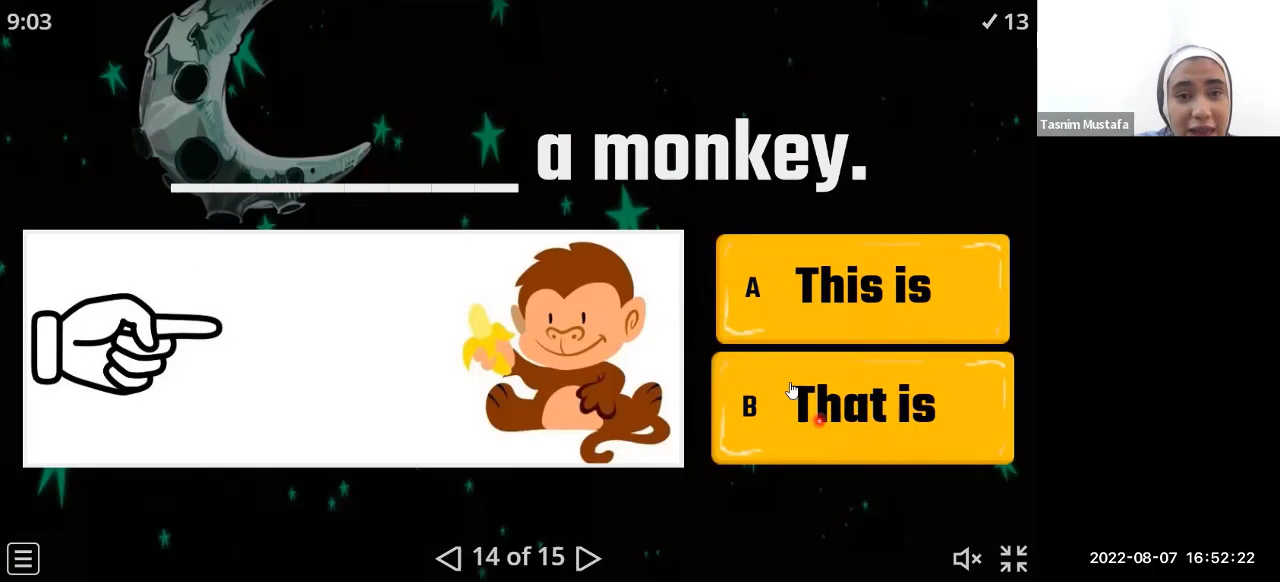 9:03
✓ 13
Tasnim Mustafa
__________ a monkey.
A This is
B That is
14 of 15
2022-08-07 16:52:22